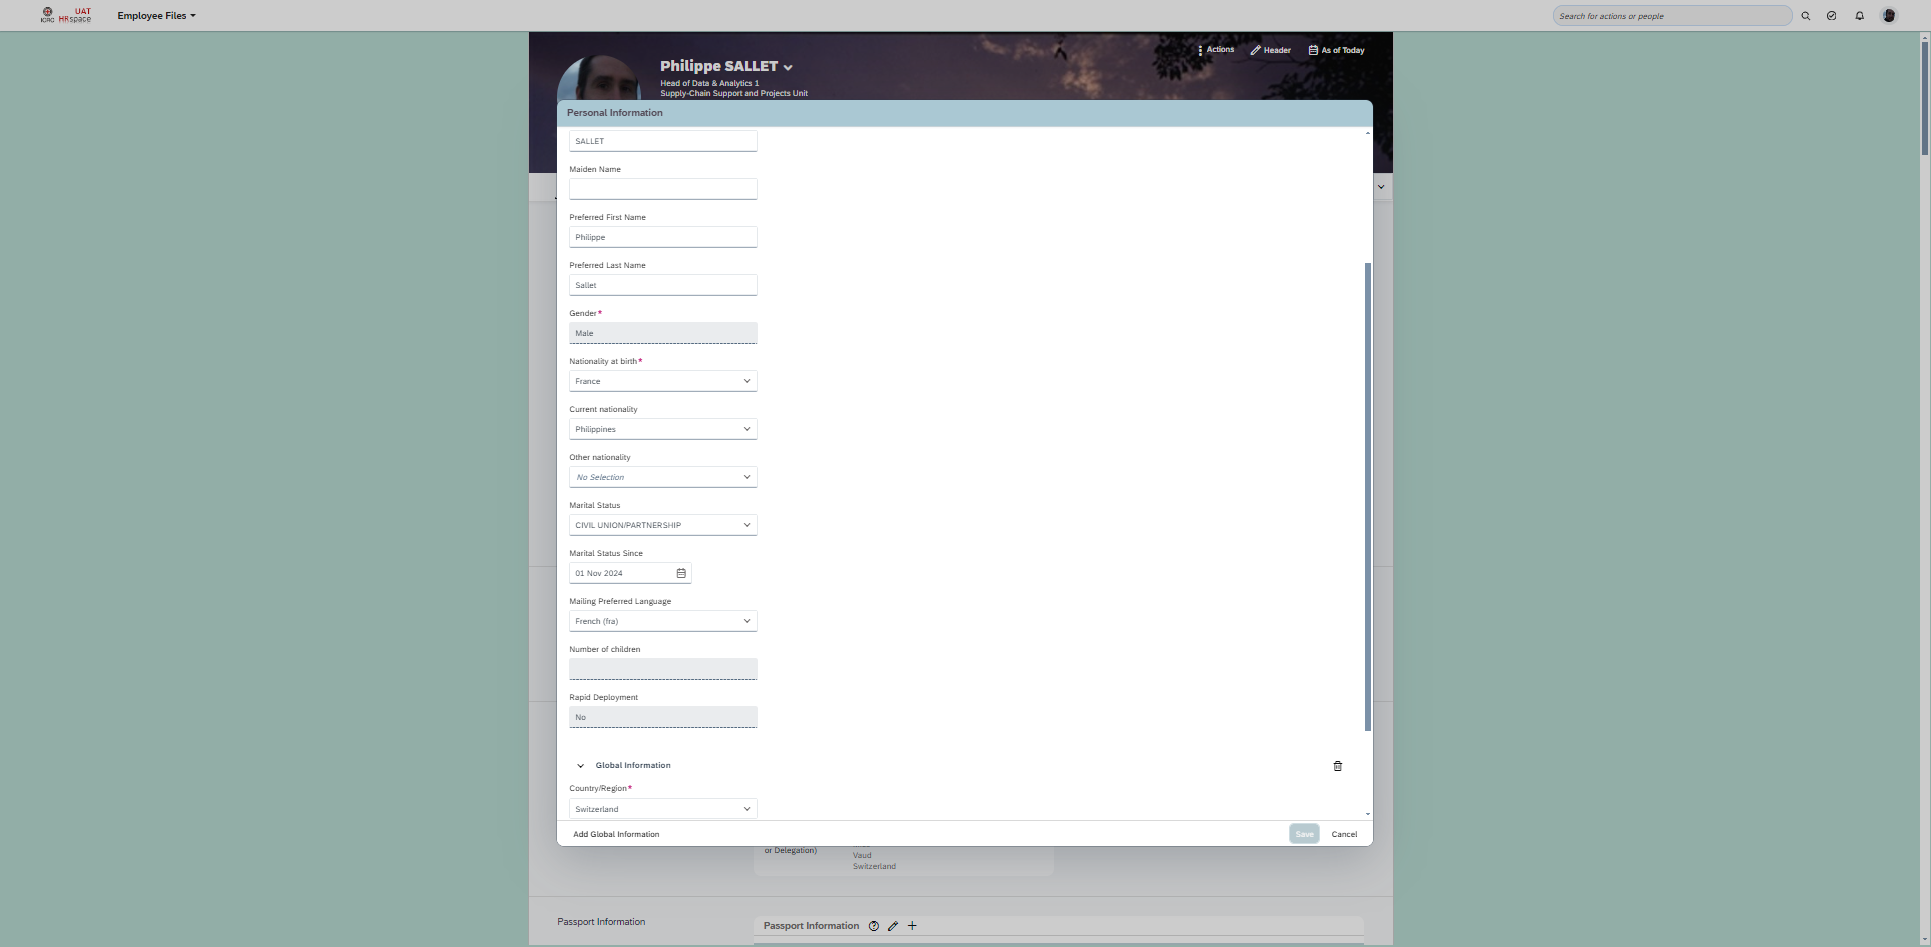 ICRC
UAT
HRspace
Employee Files
Search for actions or people
Actions
Header
As of Today
Philippe SALLET
Head of Data & Analytics 1
Supply-Chain Support and Projects Unit
Personal Information
SALLET
Maiden Name
Preferred First Name
Philippe
Preferred Last Name
Sallet
Gender*
Male
Nationality at birth*
France
Current nationality
Philippines
Other nationality
No Selection
Marital Status
CIVIL UNION/PARTNERSHIP
Marital Status Since
01 Nov 2024
Mailing Preferred Language
French (fra)
Number of children
Rapid Deployment
No
Global Information
Country/Region*
Switzerland
Add Global Information
Save
Cancel
or Delegation)
Vaud
Switzerland
Passport Information
Passport Information